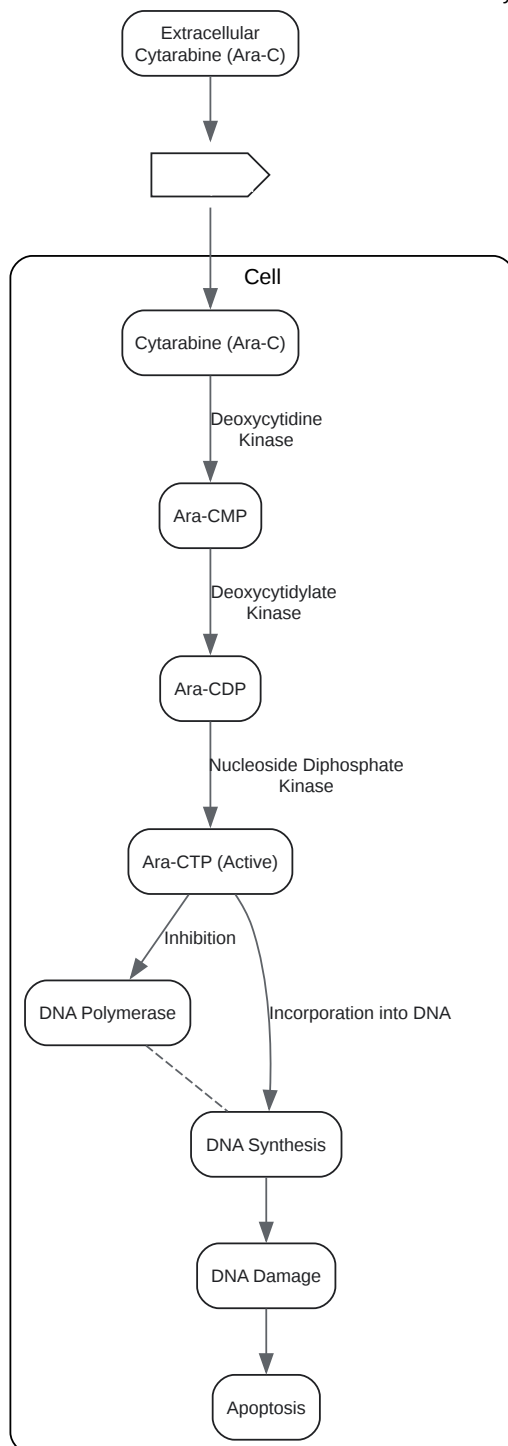 Extracellular
Cytarabine (Ara-C)
Cell
Cytarabine (Ara-C)
Deoxycytidine
Kinase
Ara-CMP
Deoxycytidylate
Kinase
Ara-CDP
Nucleoside Diphosphate
Kinase
Ara-CTP (Active)
Inhibition
DNA Polymerase
Incorporation into DNA
DNA Synthesis
DNA Damage
Apoptosis